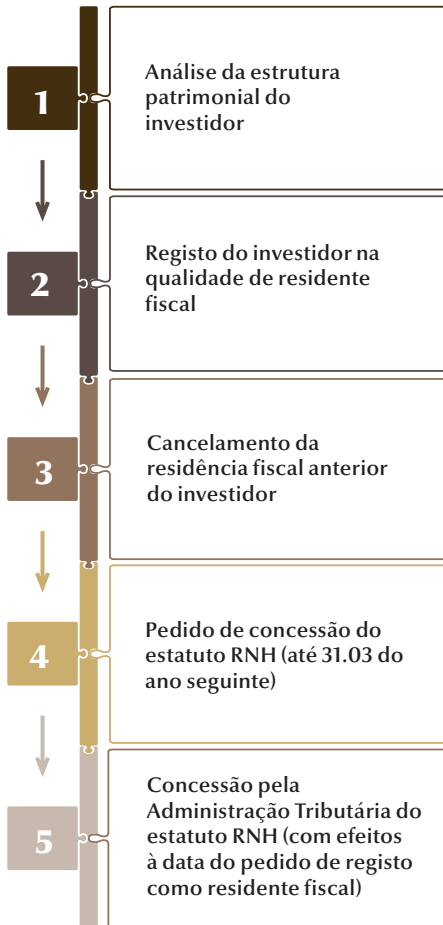 1
Análise da estrutura
patrimonial do
investidor
2
Registo do investidor na
qualidade de residente
fiscal
3
Cancelamento da
residência fiscal anterior
do investidor
4
Pedido de concessão do
estatuto RNH (até 31.03 do
ano seguinte)
5
Concessão pela
Administração Tributária do
estatuto RNH (com efeitos
à data do pedido de registo
como residente fiscal)